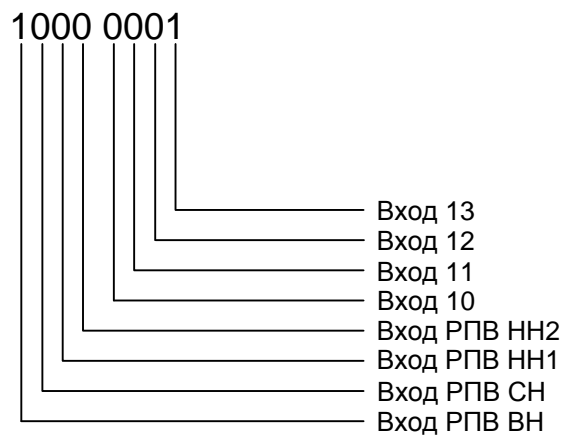 1000 0001
Вход 13
Вход 12
Вход 11
Вход 10
Вход РПВ НН2
Вход РПВ НН1
Вход РПВ СН
Вход РПВ ВН